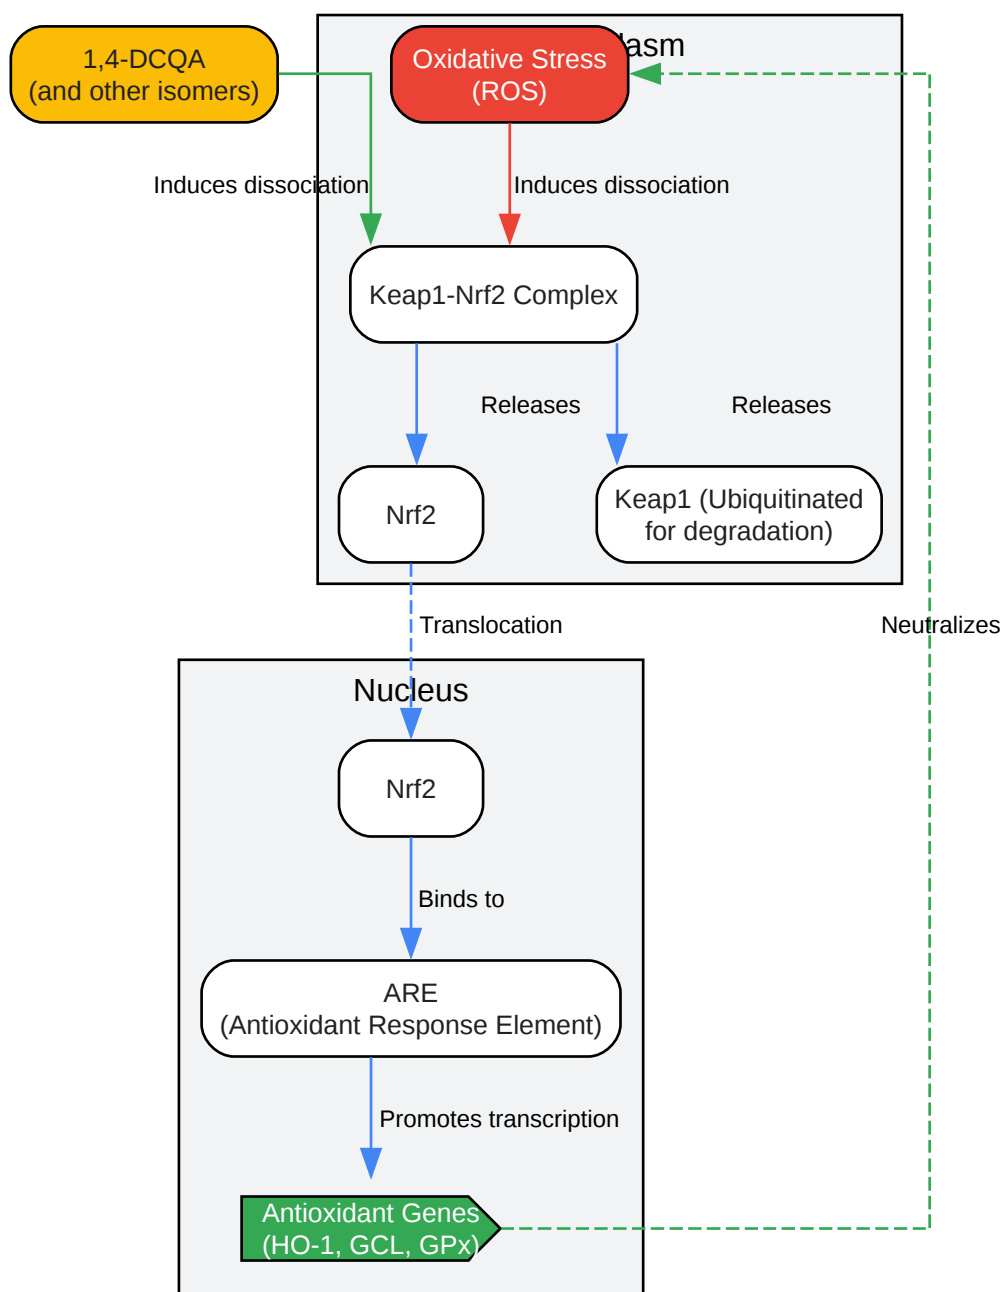 1,4-DCQA
(and other isomers)
Oxidative Stress
(ROS)
Induces dissociation
Induces dissociation
Keap1-Nrf2 Complex
Releases
Releases
Nrf2
Keap1 (Ubiquitinated
for degradation)
Translocation
Neutralizes
Nucleus
Nrf2
Binds to
ARE
(Antioxidant Response Element)
Promotes transcription
Antioxidant Genes
(HO-1, GCL, GPx)